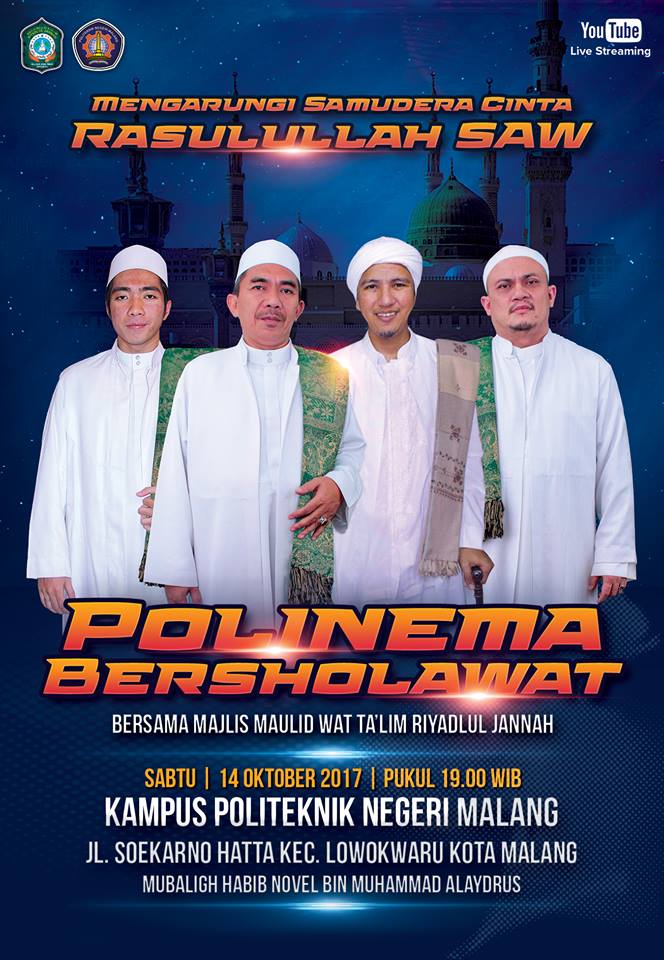 YouTube
Live Streaming
MENGARUNGI SAMUDERA CINTA
RASULULLAH SAW
POLINEMA
BERSHOLAWAT
BERSAMA MAJLIS MAULID WAT TA'LIM RIYADLUL JANNAH
SABTU | 14 OKTOBER 2017 | PUKUL 19.00 WIB
KAMPUS POLITEKNIK NEGERI MALANG
JL. SOEKARNO HATTA KEC. LOWOKWARU KOTA MALANG
MUBALIGH HABIB NOVEL BIN MUHAMMAD ALAYDRUS